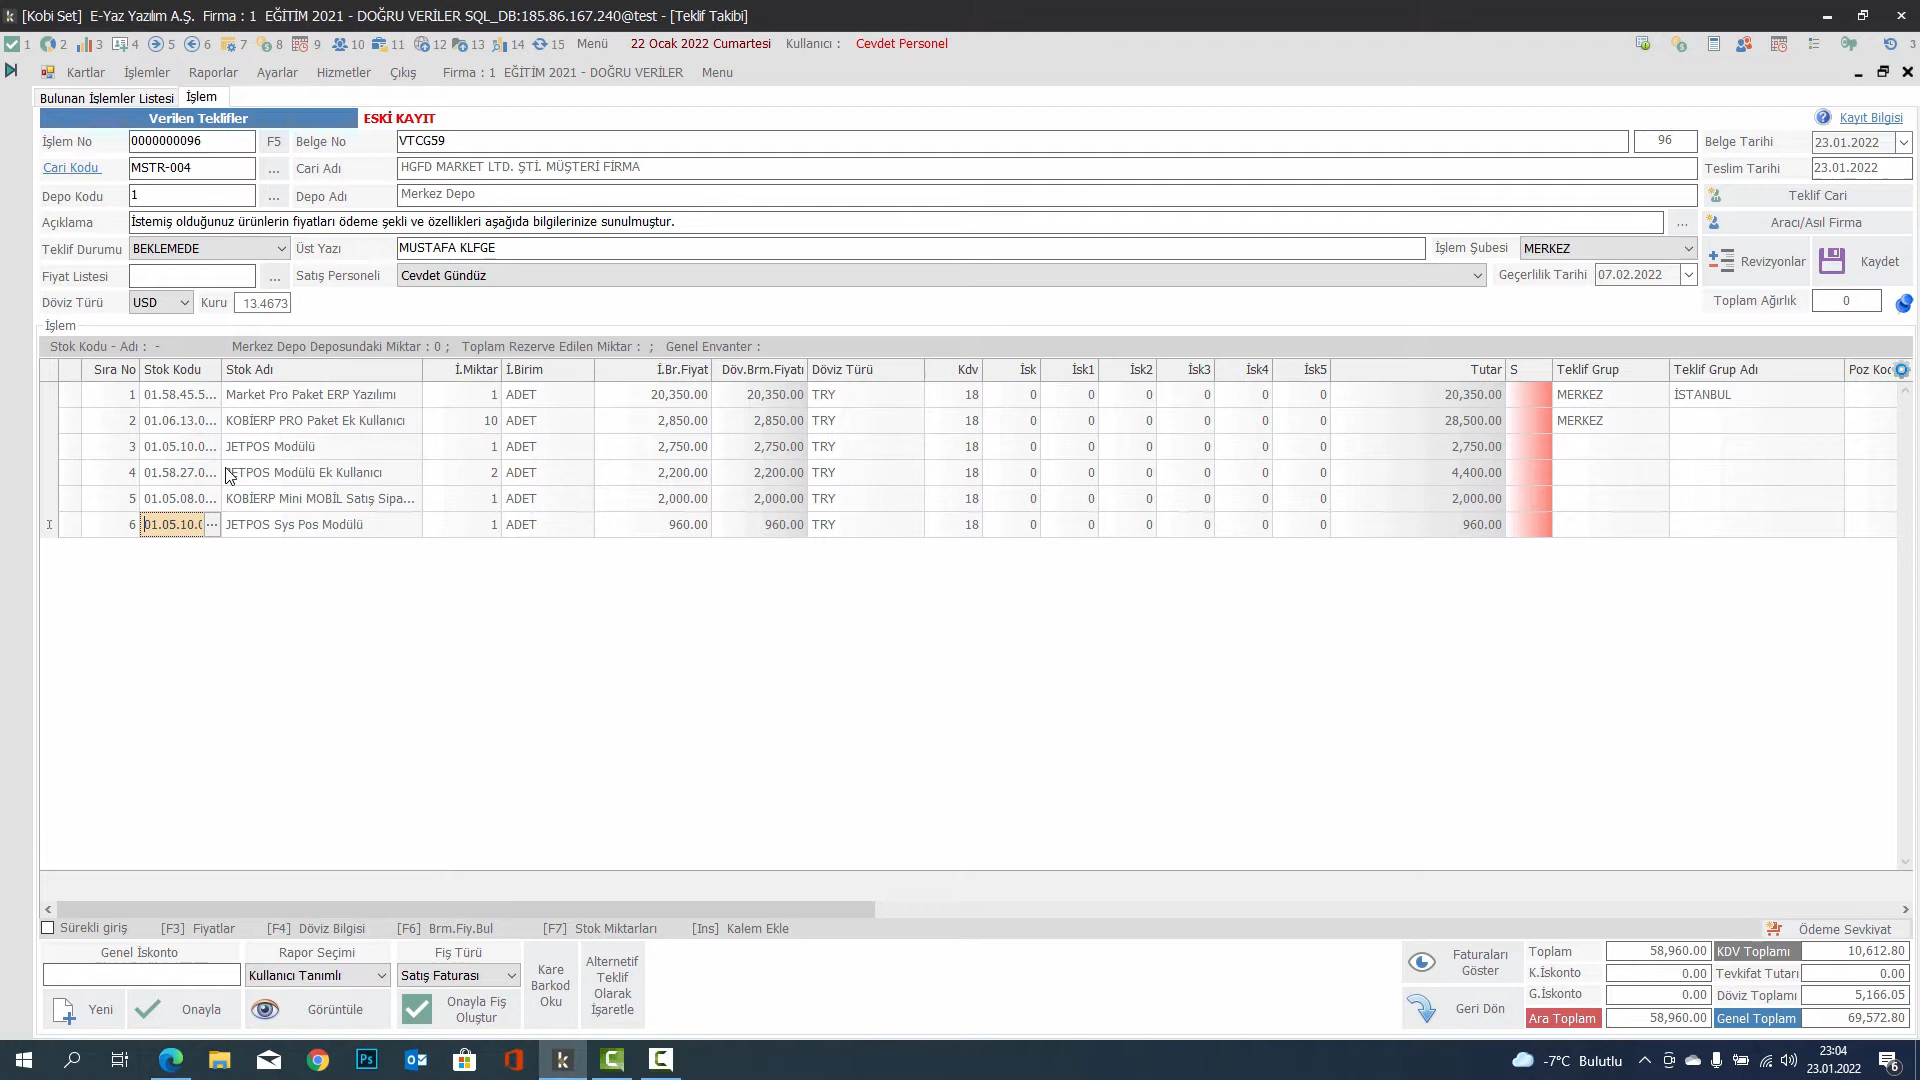 [Kobi Set] E-Yaz Yazılım A.Ş. Firma : 1 EĞİTİM 2021 - DOĞRU VERİLER SQL_DB:185.86.167.240@test - [Teklif Takibi]
1 2 3 4 5 6 7 8 9 10 11 12 13 14 15 Menü 22 Ocak 2022 Cumartesi Kullanıcı : Cevdet Personel 3
Kartlar İşlemler Raporlar Ayarlar Hizmetler Çıkış Firma : 1 EĞİTİM 2021 - DOĞRU VERİLER Menu
Bulunan İşlemler Listesi İşlem
Verilen Teklifler ESKİ KAYIT Kayıt Bilgisi
İşlem No 0000000096 F5 Belge No VTCG59 96 Belge Tarihi 23.01.2022
Cari Kodu MSTR-004 ... Cari Adı HGFD MARKET LTD. ŞTİ. MÜŞTERİ FİRMA Teslim Tarihi 23.01.2022
Depo Kodu 1 ... Depo Adı Merkez Depo Teklif Cari
Açıklama İstemiş olduğunuz ürünlerin fiyatları ödeme şekli ve özellikleri aşağıda bilgilerinize sunulmuştur. ... Aracı/Asıl Firma
Teklif Durumu BEKLEMEDE Üst Yazı MUSTAFA KLFGE İşlem Şubesi MERKEZ Revizyonlar Kaydet
Fiyat Listesi ... Satış Personeli Cevdet Gündüz Geçerlilik Tarihi 07.02.2022
Döviz Türü USD Kuru 13.4673 Toplam Ağırlık 0
İşlem
Stok Kodu - Adı : - Merkez Depo Deposundaki Miktar : 0 ; Toplam Rezerve Edilen Miktar : ; Genel Envanter :
Sıra No Stok Kodu Stok Adı İ.Miktar İ.Birim İ.Br.Fiyat Döv.Brm.Fiyatı Döviz Türü Kdv İsk İsk1 İsk2 İsk3 İsk4 İsk5 Tutar S Teklif Grup Teklif Grup Adı Poz Koc
1 01.58.45.5... Market Pro Paket ERP Yazılımı 1 ADET 20,350.00 20,350.00 TRY 18 0 0 0 0 0 0 20,350.00 MERKEZ İSTANBUL
2 01.06.13.0... KOBİERP PRO Paket Ek Kullanıcı 10 ADET 2,850.00 2,850.00 TRY 18 0 0 0 0 0 0 28,500.00 MERKEZ
3 01.05.10.0... JETPOS Modülü 1 ADET 2,750.00 2,750.00 TRY 18 0 0 0 0 0 0 2,750.00
4 01.58.27.0... JETPOS Modülü Ek Kullanıcı 2 ADET 2,200.00 2,200.00 TRY 18 0 0 0 0 0 0 4,400.00
5 01.05.08.0... KOBİERP Mini MOBİL Satış Sipa... 1 ADET 2,000.00 2,000.00 TRY 18 0 0 0 0 0 0 2,000.00
6 01.05.10.0 ... JETPOS Sys Pos Modülü 1 ADET 960.00 960.00 TRY 18 0 0 0 0 0 0 960.00
Sürekli giriş [F3] Fiyatlar [F4] Döviz Bilgisi [F6] Brm.Fiy.Bul [F7] Stok Miktarları [Ins] Kalem Ekle Ödeme Sevkiyat
Genel İskonto Rapor Seçimi Fiş Türü
Kullanıcı Tanımlı Satış Faturası
Yeni Onayla Görüntüle Onayla Fiş Oluştur
Kare Barkod Oku
Alternatif Teklif Olarak İşaretle
Faturaları Göster
Geri Dön
Toplam 58,960.00 KDV Toplamı 10,612.80
K.İskonto 0.00 Tevkifat Tutarı 0.00
G.İskonto 0.00 Döviz Toplamı 5,166.05
Ara Toplam 58,960.00 Genel Toplam 69,572.80
Ps
-7°C Bulutlu
23:04
23.01.2022
6